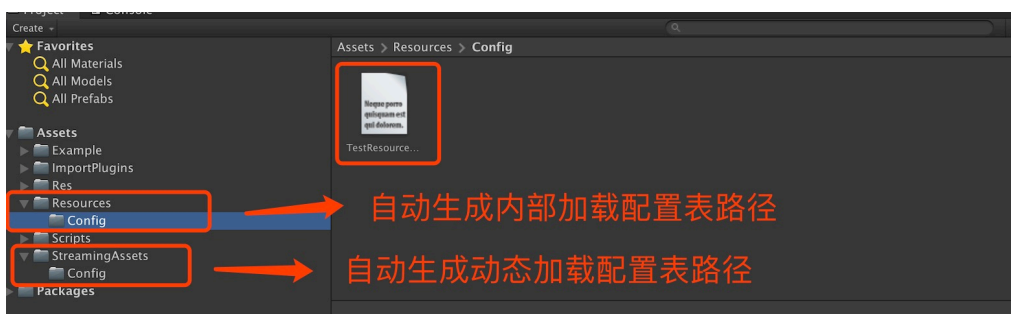 Project Console
Create
Favorites
All Materials
All Models
All Prefabs
Assets
Example
ImportPlugins
Res
Resources
Config
Scripts
StreamingAssets
Config
Packages
Assets > Resources > Config
Neque porro
quisquam est
qui dolorem.
TestResource...
自动生成内部加载配置表路径
自动生成动态加载配置表路径